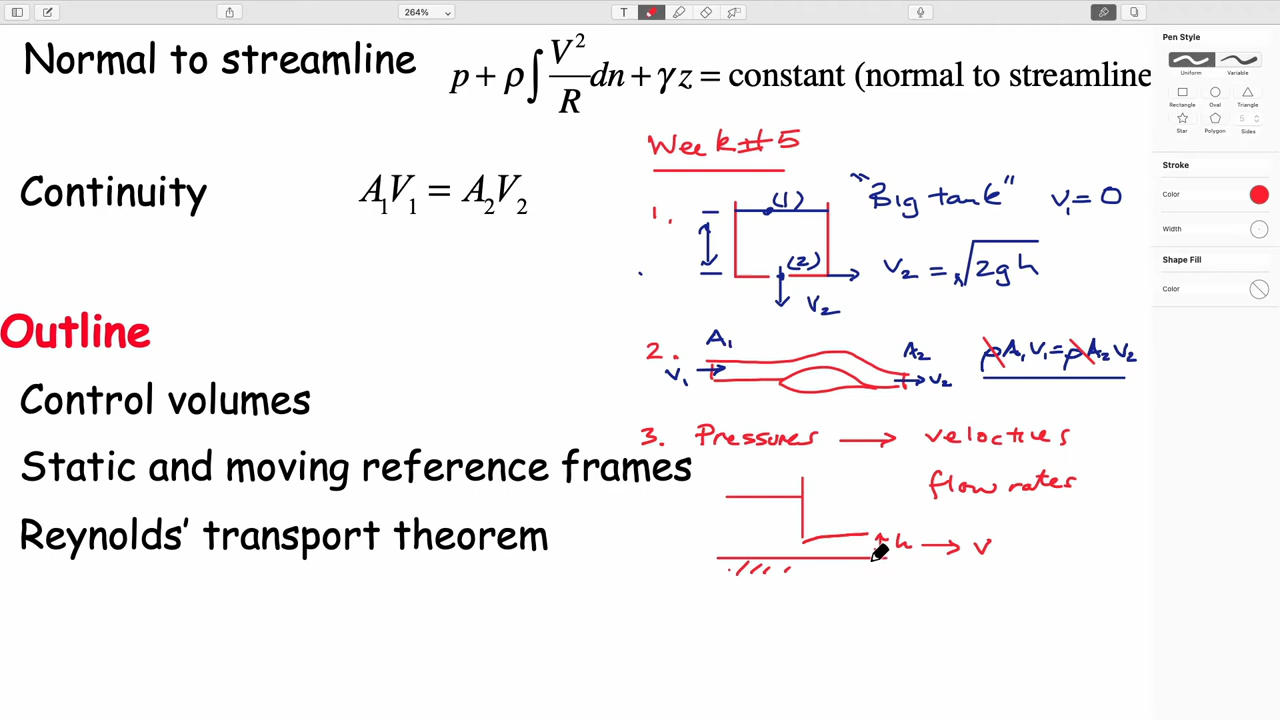 264%
T
Normal to streamline
p + ρ∫ V²/R dn + γz = constant (normal to streamline
Continuity
A₁V₁ = A₂V₂
Outline
Control volumes
Static and moving reference frames
Reynolds' transport theorem
Week #5
1.
(1)
"Big tank" V₁ = 0
(2)
V₂ = √2gh
V₂
2.
A₁
A₂
V₁
V₂
ρA₁V₁ = ρA₂V₂
3. Pressures → velocties
flow rates
h → V
Pen Style
Uniform Variable
Rectangle Oval Triangle
5
Star Polygon Sides
Stroke
Color
Width
Shape Fill
Color